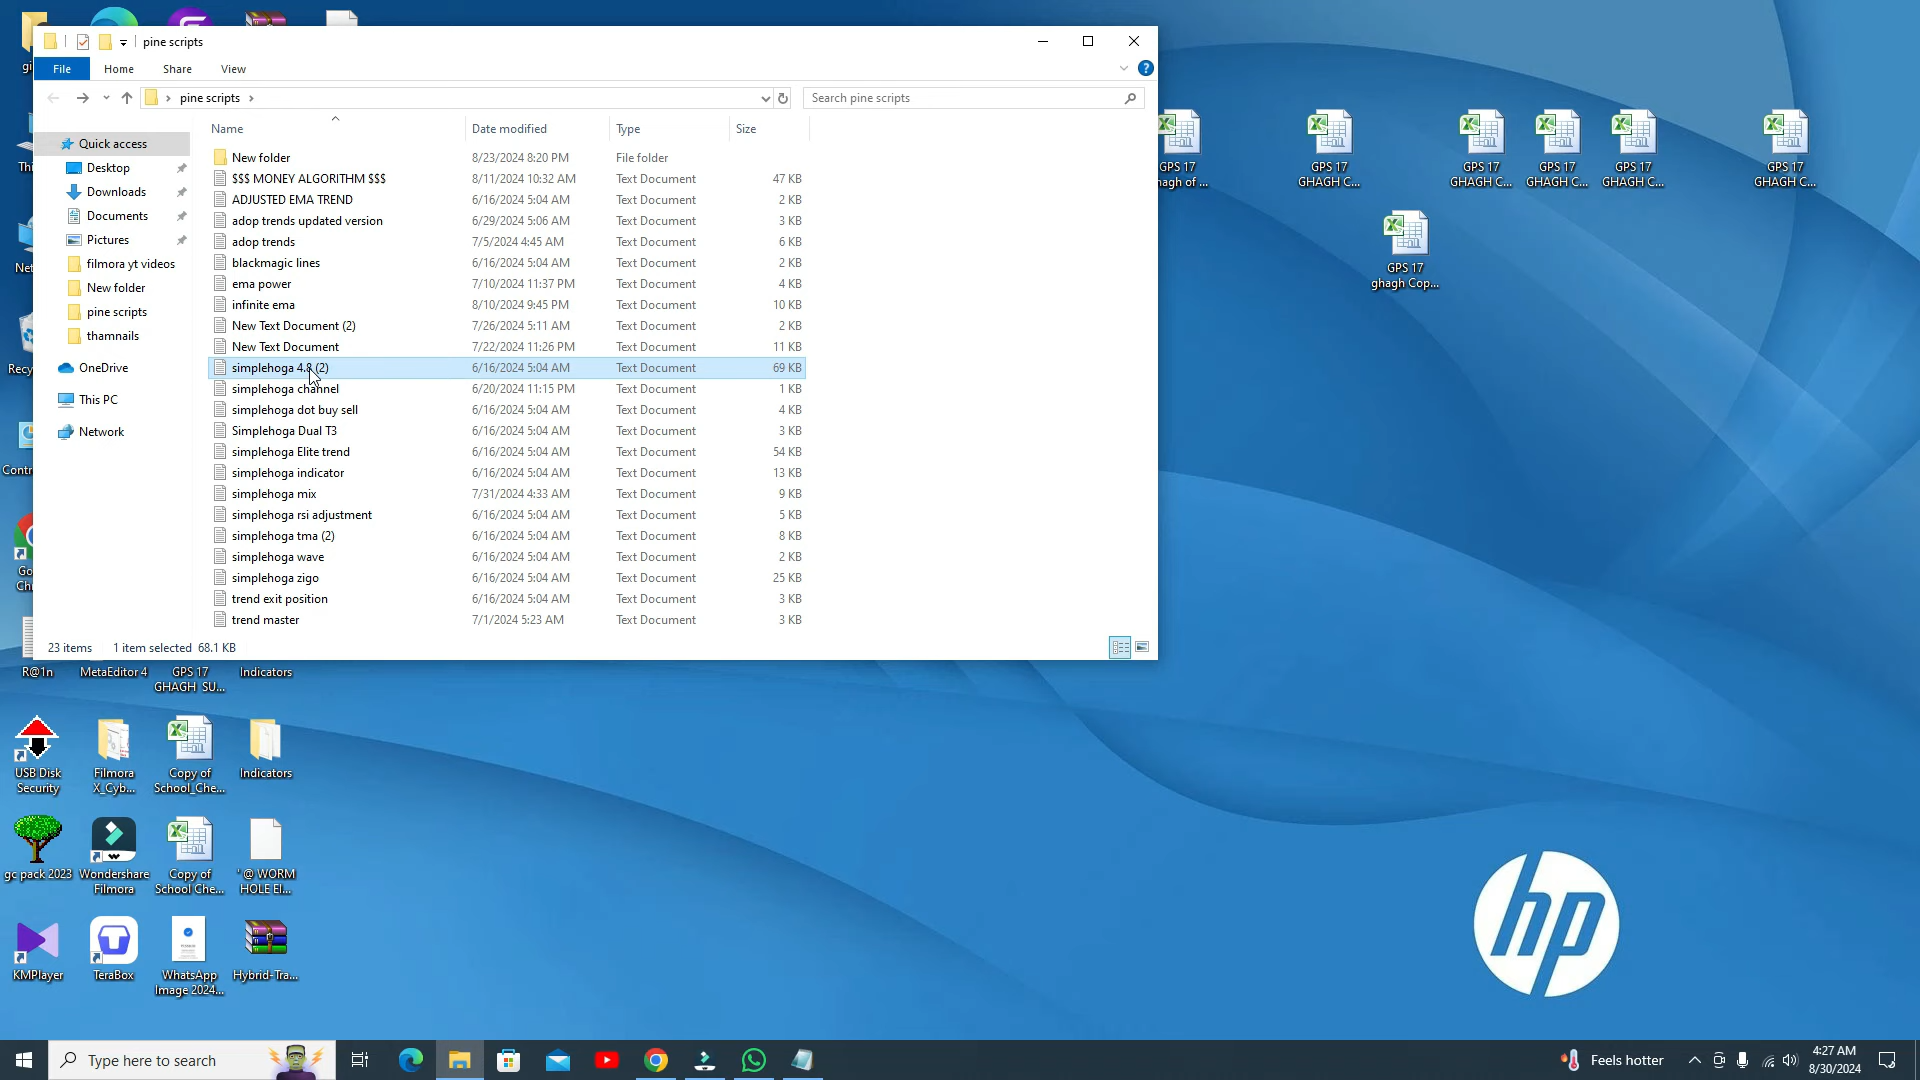 pine scripts
File Home Share View
pine scripts
Search pine scripts
Name Date modified Type Size
Quick access
Desktop
Downloads
Documents
Pictures
filmora yt videos
New folder
pine scripts
thamnails
OneDrive
This PC
Network
New folder 8/23/2024 8:20 PM File folder
$$$ MONEY ALGORITHM $$$ 8/11/2024 10:32 AM Text Document 47 KB
ADJUSTED EMA TREND 6/16/2024 5:04 AM Text Document 2 KB
adop trends updated version 6/29/2024 5:06 AM Text Document 3 KB
adop trends 7/5/2024 4:45 AM Text Document 6 KB
blackmagic lines 6/16/2024 5:04 AM Text Document 2 KB
ema power 7/10/2024 11:37 PM Text Document 4 KB
infinite ema 8/10/2024 9:45 PM Text Document 10 KB
New Text Document (2) 7/26/2024 5:11 AM Text Document 2 KB
New Text Document 7/22/2024 11:26 PM Text Document 11 KB
simplehoga 4.8 (2) 6/16/2024 5:04 AM Text Document 69 KB
simplehoga channel 6/20/2024 11:15 PM Text Document 1 KB
simplehoga dot buy sell 6/16/2024 5:04 AM Text Document 4 KB
Simplehoga Dual T3 6/16/2024 5:04 AM Text Document 3 KB
simplehoga Elite trend 6/16/2024 5:04 AM Text Document 54 KB
simplehoga indicator 6/16/2024 5:04 AM Text Document 13 KB
simplehoga mix 7/31/2024 4:33 AM Text Document 9 KB
simplehoga rsi adjustment 6/16/2024 5:04 AM Text Document 5 KB
simplehoga tma (2) 6/16/2024 5:04 AM Text Document 8 KB
simplehoga wave 6/16/2024 5:04 AM Text Document 2 KB
simplehoga zigo 6/16/2024 5:04 AM Text Document 25 KB
trend exit position 6/16/2024 5:04 AM Text Document 3 KB
trend master 7/1/2024 5:23 AM Text Document 3 KB
23 items 1 item selected 68.1 KB
GPS 17
GPS 17
GHAGH C...
GPS 17
GHAGH C...
GPS 17
GHAGH C...
GPS 17
GHAGH C...
GPS 17
GHAGH C...
GPS 17
ghagh Cop...
R@1n
MetaEditor 4
GPS 17
GHAGH SU...
Indicators
USB Disk
Security
Filmora
X_Cyb...
Copy of
School_Che...
Indicators
gc pack 2023
Wondershare
Filmora
Copy of
School Che...
' @ WORM
HOLE El...
KMPlayer
TeraBox
WhatsApp
Image 2024...
Hybrid-Tra...
hp
Type here to search
Feels hotter
4:27 AM
8/30/2024